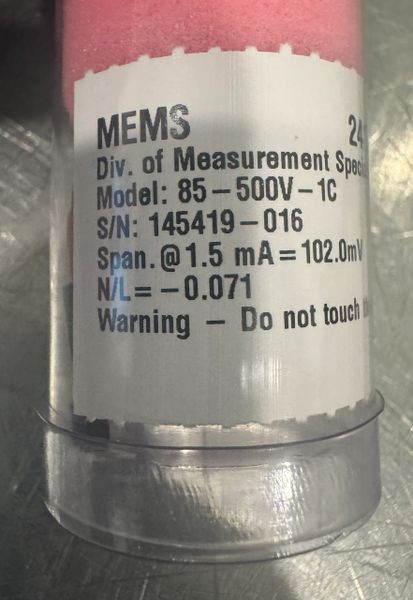 MEMS 24
Div. of Measurement
Model: 85-500V-1C
S/N: 145419-016
Span.@1.5 mA=102.0mV
N/L=-0.071
Warning - Do not touch